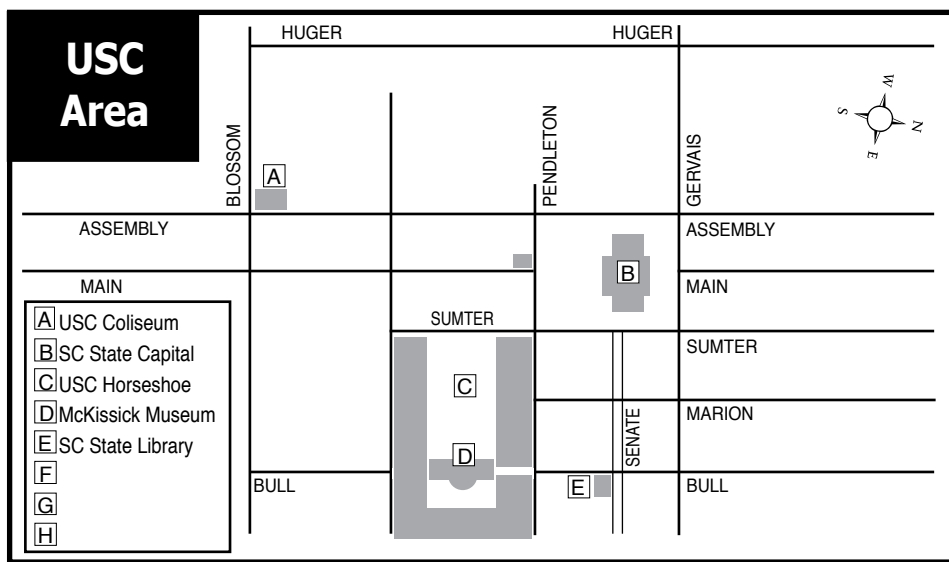 USC
Area
HUGER
HUGER
W
S
N
E
BLOSSOM
PENDLETON
GERVAIS
A
ASSEMBLY
ASSEMBLY
B
MAIN
MAIN
A USC Coliseum
B SC State Capital
C USC Horseshoe
D McKissick Museum
E SC State Library
F
G
H
SUMTER
SUMTER
C
MARION
SENATE
D
BULL
E
BULL